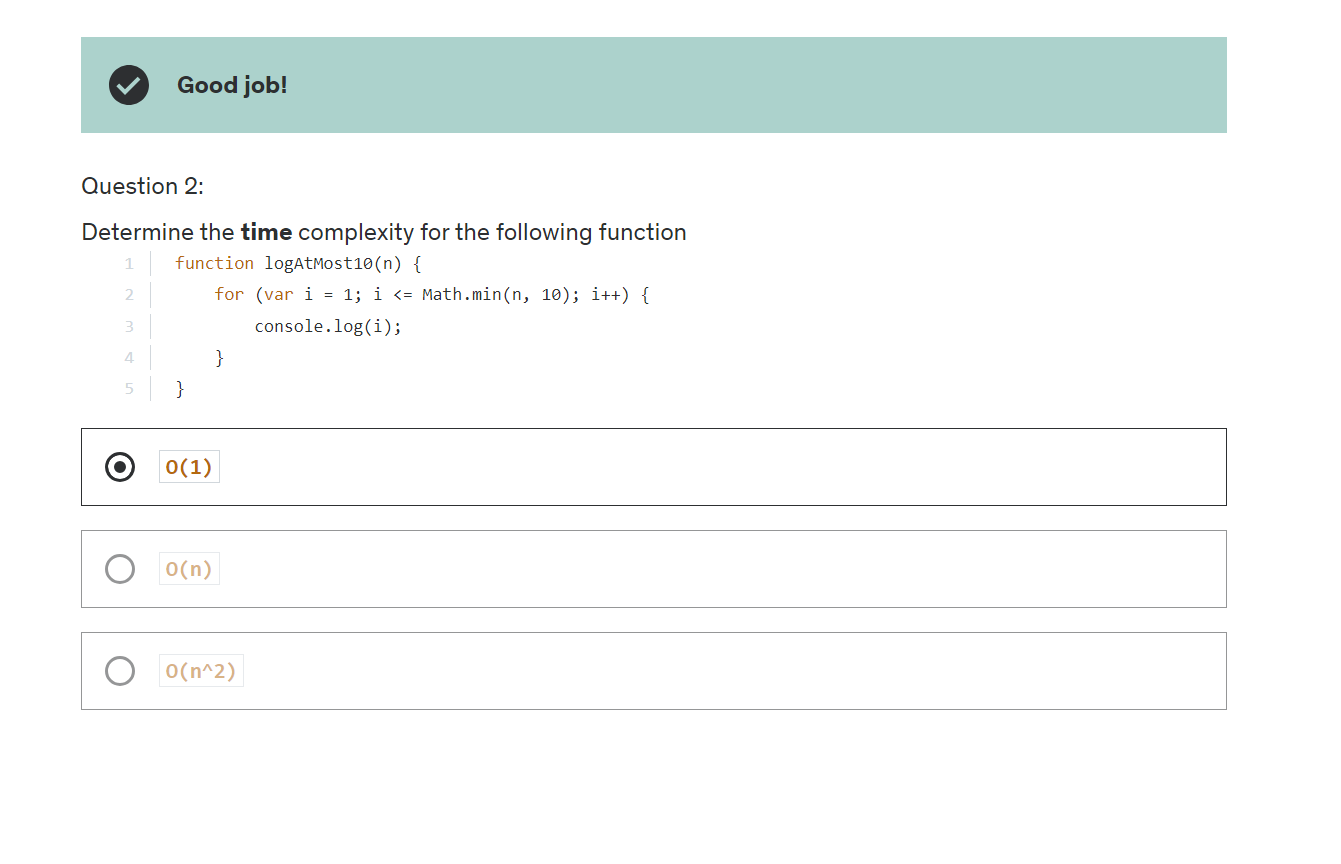 Good job!
Question 2:
Determine the time complexity for the following function
1 function logAtMost10(n) {
2 for (var i = 1; i <= Math.min(n, 10); i++) {
3 console.log(i);
4 }
5 }
O(1)
O(n)
O(n^2)